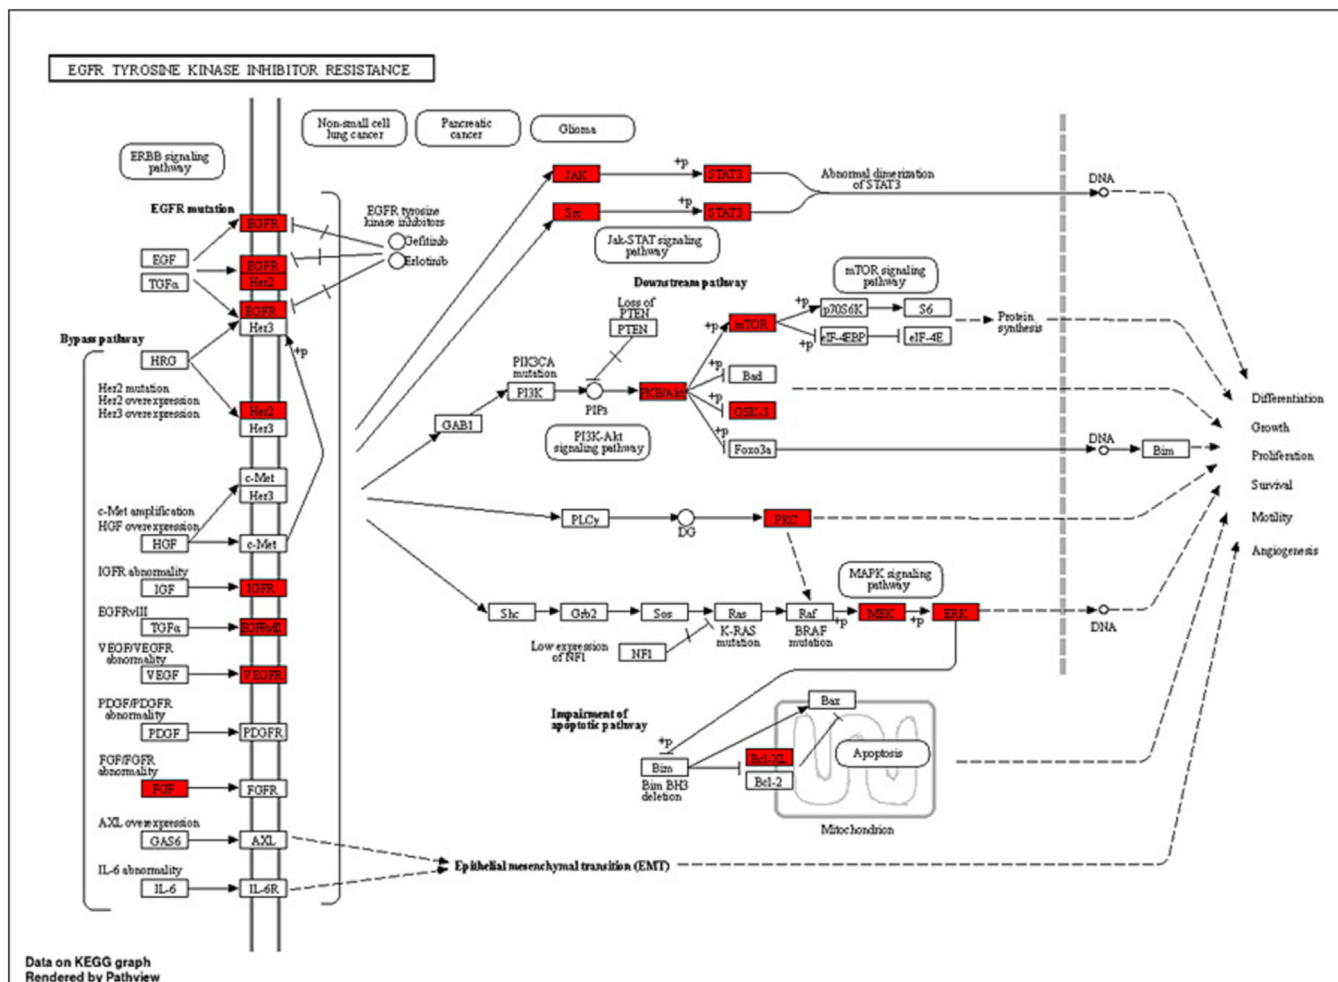 EGFR TYROSINE KINASE INHIBITOR RESISTANCE
Non-small cell
lung cancer
Pancreatic
cancer
Glioma
ERBB signaling
pathway
EGFR mutation
EGF
TGFα
EGFR
EGFR
Her2
EGFR
Her3
EGFR tyrosine
kinase inhibitors
Gefitinib
Erlotinib
Bypass pathway
HRG
+p
Her2 mutation
Her2 overexpression
Her3 overexpression
Her2
Her3
c-Met
Her3
c-Met amplification
HGF overexpression
HGF
c-Met
IGFR abnormality
IGF
IGFR
EGFRvIII
TGFα
EGFRvIII
VEGF/VEGFR
abnormality
VEGF
VEGFR
PDGF/PDGFR
abnormality
PDGF
PDGFR
FGF/FGFR
abnormality
FGF
FGFR
AXL overexpression
GAS6
AXL
IL-6 abnormality
IL-6
IL-6R
JAK
+p
STAT3
Src
+p
STAT3
Abnormal dimerization
of STAT3
DNA
Jak-STAT signaling
pathway
Downstream pathway
mTOR signaling
pathway
Loss of
PTEN
PTEN
+p
mTOR
+p
p70S6K
S6
+p
eIF-4EBP
eIF-4E
Protein
synthesis
PIK3CA
mutation
PI3K
PIP3
PKB/Akt
+p
Bad
+p
GSK-3
+p
Foxo3a
DNA
Bim
GAB1
PI3K-Akt
signaling pathway
PLCγ
DG
PKC
MAPK signaling
pathway
Shc
Grb2
Sos
Ras
Raf
+p
MEK
+p
ERK
DNA
K-RAS
mutation
BRAF
mutation
Low expression
of NF1
NF1
Impairment of
apoptotic pathway
+p
Bim
Bim BH3
deletion
Bax
Bcl-XL
Bcl-2
Apoptosis
Mitochondrion
Epithelial mesenchymal transition (EMT)
Differentiation
Growth
Proliferation
Survival
Motility
Angiogenesis
Data on KEGG graph
Rendered by Pathview